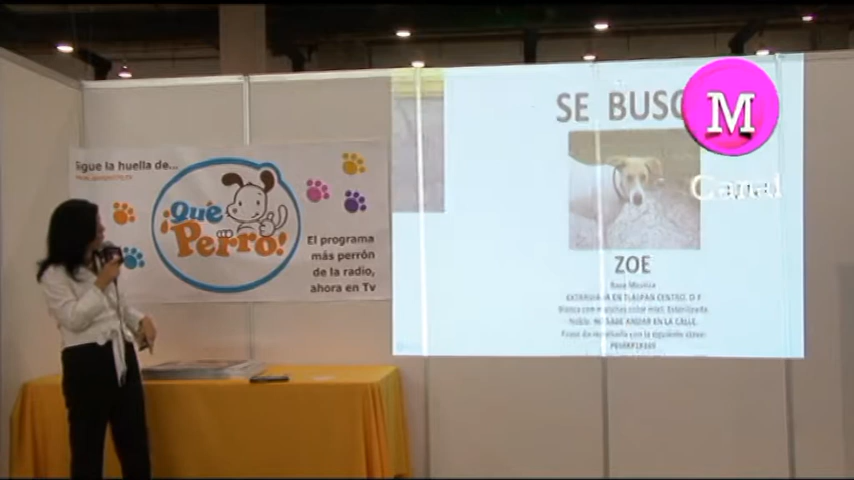 Sigue la huella de...
¡Qué
Perro!
El programa
más perrón
de la radio,
ahora en Tv
SE BUSC
M
Canal
ZOE
Raza Mestiza
EXTRAVIADA EN TLALPAN CENTRO, D F
Blanca con manchas color miel. Esterilizada
Noble. NO SABE ANDAR EN LA CALLE.